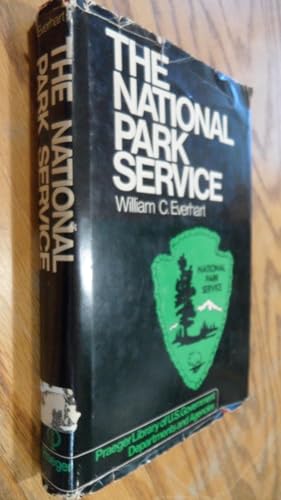 Everhart
THE NATIONAL
PARK SERVICE
Praeger
THE
NATIONAL
PARK
SERVICE
William C. Everhart
NATIONAL
PARK
SERVICE
Praeger Library of U.S. Government
Departments and Agencies